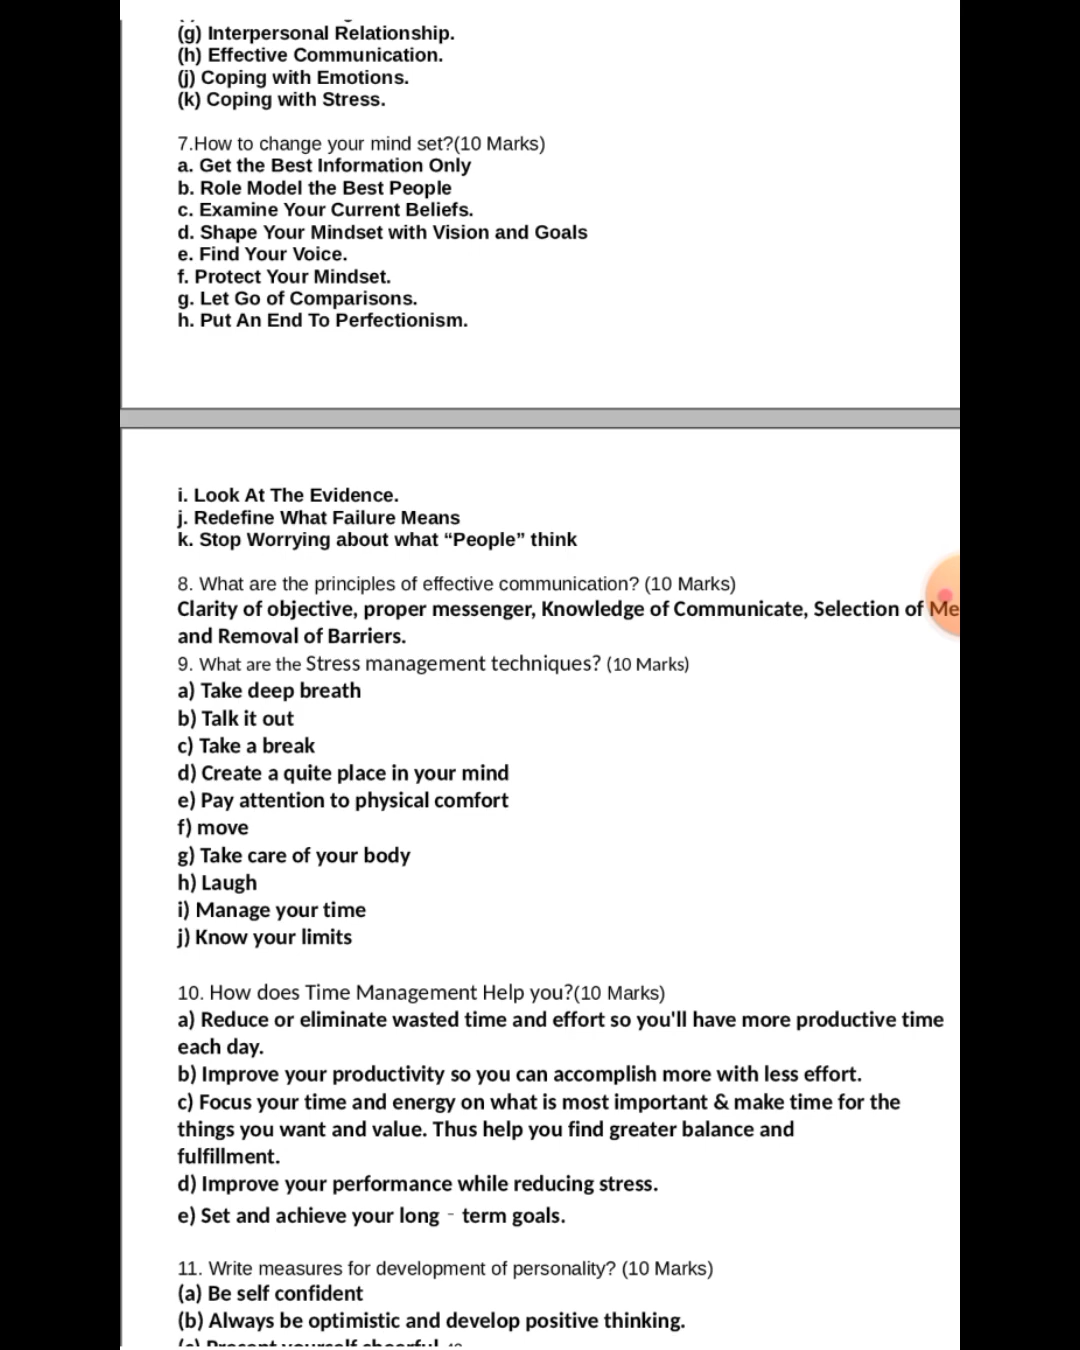 (g) Interpersonal Relationship.
(h) Effective Communication.
(j) Coping with Emotions.
(k) Coping with Stress.
7.How to change your mind set?(10 Marks)
a. Get the Best Information Only
b. Role Model the Best People
c. Examine Your Current Beliefs.
d. Shape Your Mindset with Vision and Goals
e. Find Your Voice.
f. Protect Your Mindset.
g. Let Go of Comparisons.
h. Put An End To Perfectionism.
i. Look At The Evidence.
j. Redefine What Failure Means
k. Stop Worrying about what “People” think
8. What are the principles of effective communication? (10 Marks)
Clarity of objective, proper messenger, Knowledge of Communicate, Selection of Me
and Removal of Barriers.
9. What are the Stress management techniques? (10 Marks)
a) Take deep breath
b) Talk it out
c) Take a break
d) Create a quite place in your mind
e) Pay attention to physical comfort
f) move
g) Take care of your body
h) Laugh
i) Manage your time
j) Know your limits
10. How does Time Management Help you?(10 Marks)
a) Reduce or eliminate wasted time and effort so you'll have more productive time
each day.
b) Improve your productivity so you can accomplish more with less effort.
c) Focus your time and energy on what is most important & make time for the
things you want and value. Thus help you find greater balance and
fulfillment.
d) Improve your performance while reducing stress.
e) Set and achieve your long - term goals.
11. Write measures for development of personality? (10 Marks)
(a) Be self confident
(b) Always be optimistic and develop positive thinking.
(c) Present yourself cheerful